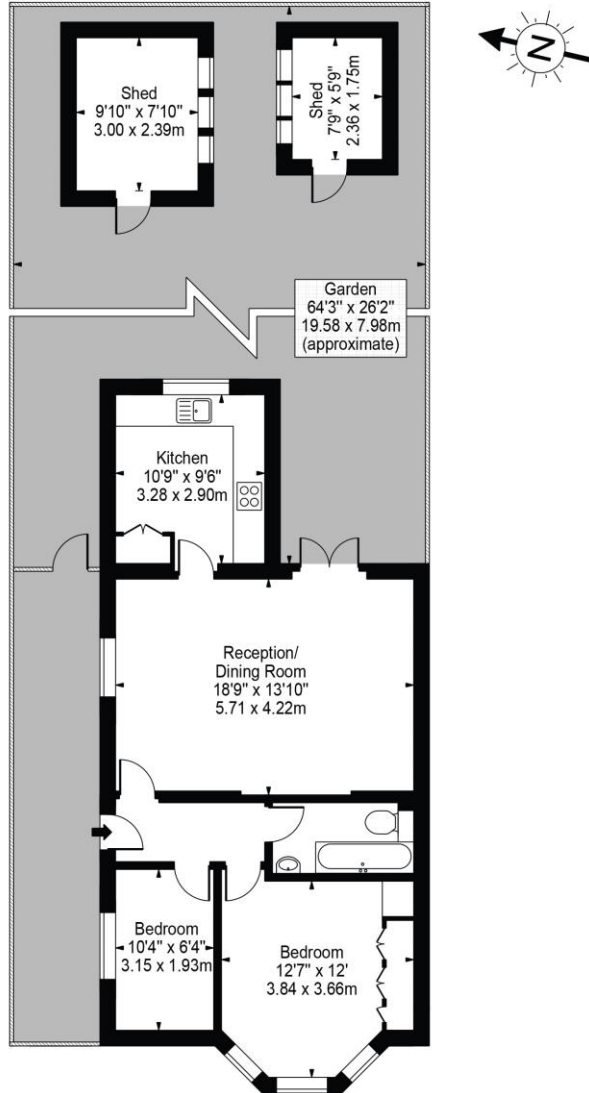 Shed
9'10" x 7'10"
3.00 x 2.39m
Shed
7'9" x 5'9"
2.36 x 1.75m
N
Garden
64'3" x 26'2"
19.58 x 7.98m
(approximate)
Kitchen
10'9" x 9'6"
3.28 x 2.90m
Reception/
Dining Room
18'9" x 13'10"
5.71 x 4.22m
Bedroom
10'4" x 6'4"
3.15 x 1.93m
Bedroom
12'7" x 12'
3.84 x 3.66m